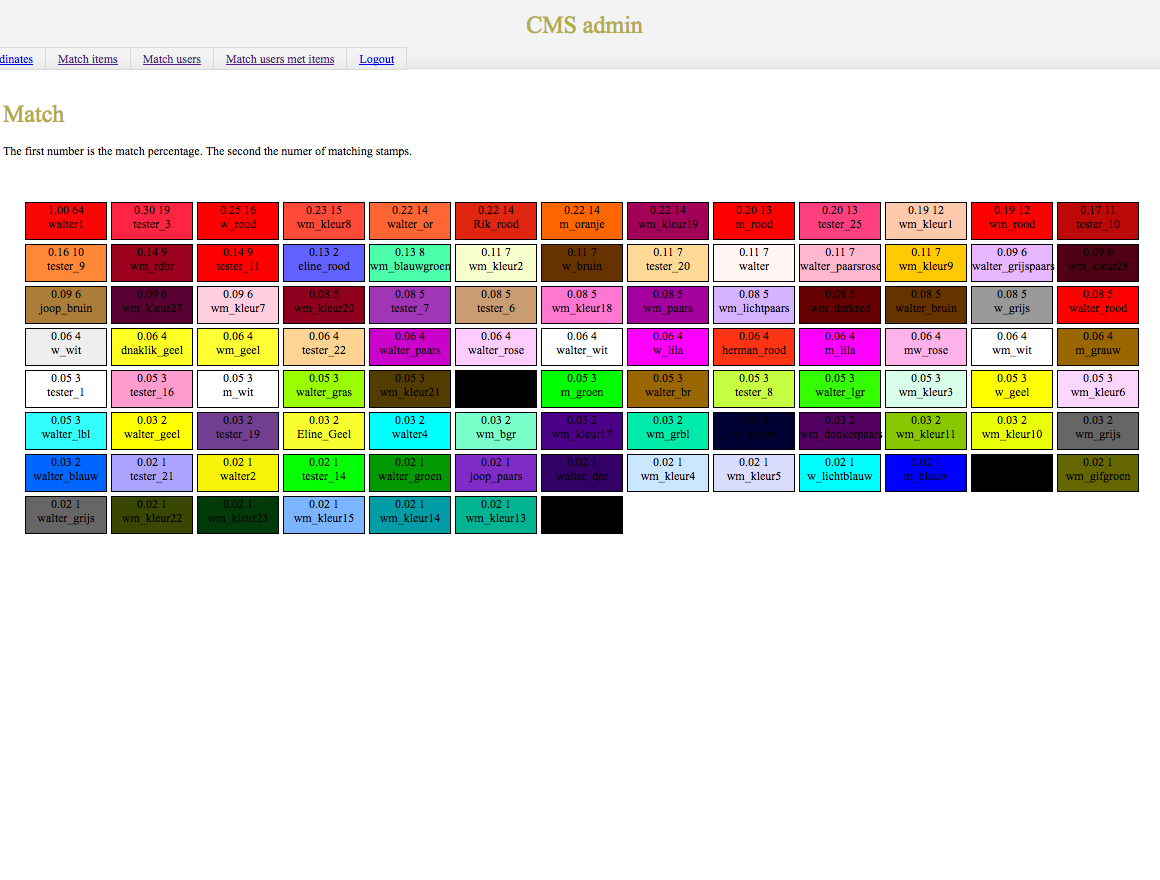 CMS admin
dinates Match items Match users Match users met items Logout
Match
The first number is the match percentage. The second the numer of matching stamps.
1.00 64 0.30 19 0.25 16 0.23 15 0.22 14 0.22 14 0.22 14 0.22 14 0.20 13 0.20 13 0.19 12 0.19 12 0.17 11
walter1 tester_3 w_rood wm_kleur8 walter_or Rik_rood m_oranje wm_kleur19 m_rood tester_25 wm_kleur1 wm_rood tester_10
0.16 10 0.14 9 0.14 9 0.13 2 0.13 8 0.11 7 0.11 7 0.11 7 0.11 7 0.11 7 0.11 7 0.09 6 0.09 6
tester_9 wm_rdbr tester_11 eline_rood wm_blauwgroen wm_kleur2 w_bruin tester_20 walter walter_paarsrose wm_kleur9 walter_grijspaars wm_kleur28
0.09 6 0.09 6 0.09 6 0.08 5 0.08 5 0.08 5 0.08 5 0.08 5 0.08 5 0.08 5 0.08 5 0.08 5 0.08 5
joop_bruin wm_kleur27 wm_kleur7 wm_kleur20 tester_7 tester_6 wm_kleur18 wm_paars wm_lichtpaars wm_darkred walter_bruin w_grijs walter_rood
0.06 4 0.06 4 0.06 4 0.06 4 0.06 4 0.06 4 0.06 4 0.06 4 0.06 4 0.06 4 0.06 4 0.06 4 0.06 4
w_wit dnaklik_geel wm_geel tester_22 walter_paars walter_rose walter_wit w_lila herman_rood m_lila mw_rose wm_wit m_grauw
0.05 3 0.05 3 0.05 3 0.05 3 0.05 3 0.05 3 0.05 3 0.05 3 0.05 3 0.05 3 0.05 3 0.05 3
tester_1 tester_16 m_wit walter_gras wm_kleur21 m_groen walter_br tester_8 walter_lgr wm_kleur3 w_geel wm_kleur6
0.05 3 0.03 2 0.03 2 0.03 2 0.03 2 0.03 2 0.03 2 0.03 2 0.03 2 0.03 2 0.03 2 0.03 2
walter_lbl walter_geel tester_19 Eline_Geel walter4 wm_bgr wm_kleur17 wm_grbl wm_donkerpaars wm_kleur11 wm_kleur10 wm_grijs
0.03 2 0.02 1 0.02 1 0.02 1 0.02 1 0.02 1 0.02 1 0.02 1 0.02 1 0.02 1 0.02 1 0.02 1
walter_blauw tester_21 walter2 tester_14 walter_groen joop_paars walter_dpr wm_kleur4 wm_kleur5 w_lichtblauw m_blauw wm_gifgroen
0.02 1 0.02 1 0.02 1 0.02 1 0.02 1 0.02 1
walter_grijs wm_kleur22 wm_kleur23 wm_kleur15 wm_kleur14 wm_kleur13